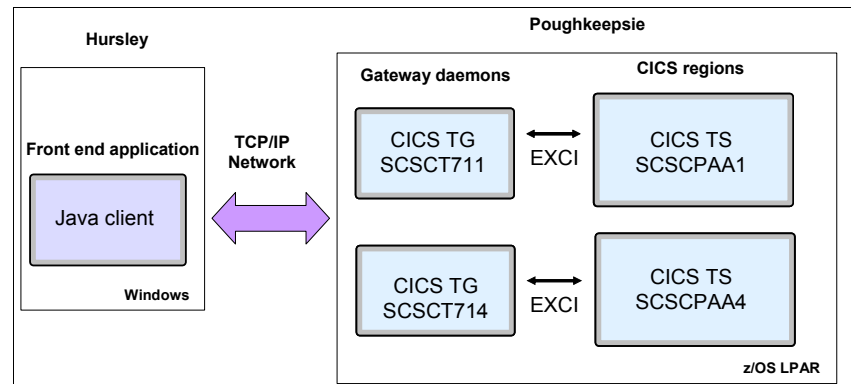 Hursley
Poughkeepsie
Gateway daemons
CICS regions
Front end application
TCP/IP
Network
Java client
Windows
CICS TG
SCSCT711
EXCI
CICS TS
SCSCPAA1
CICS TG
SCSCT714
EXCI
CICS TS
SCSCPAA4
z/OS LPAR